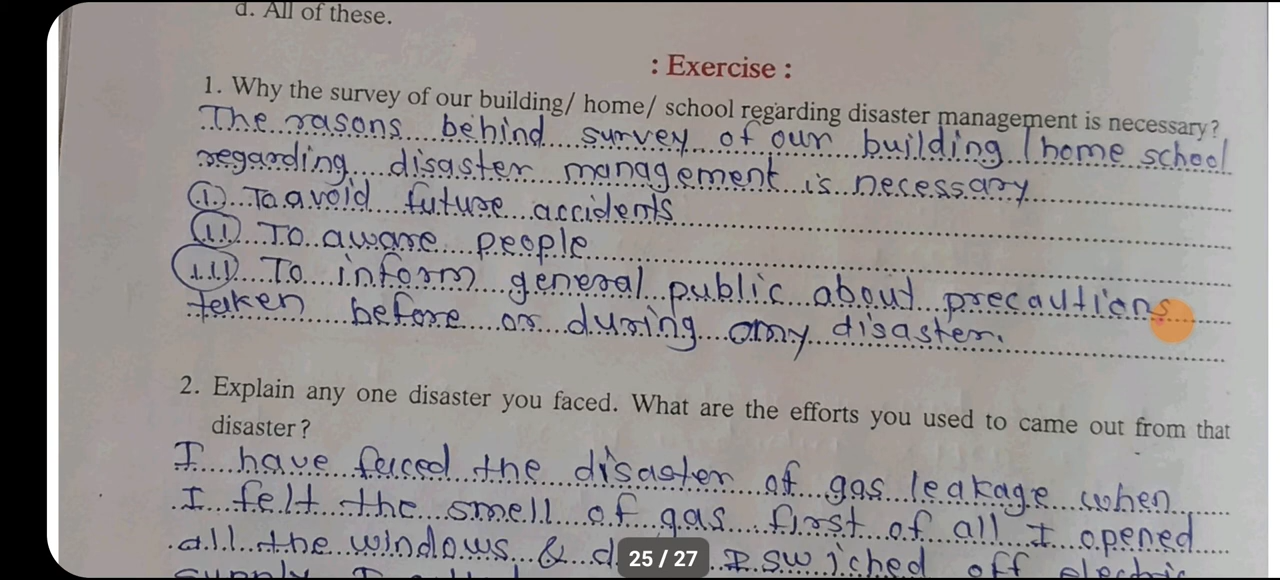 d. All of these.
: Exercise :
1. Why the survey of our building/ home/ school regarding disaster management is necessary?
The rasons behind survey of our building / home school
regarding disaster management is necessary
(i) To avoid future accidents
(ii) To aware people
(iii) To inform general public about precautions
taken before or during any disaster.
2. Explain any one disaster you faced. What are the efforts you used to came out from that
disaster?
I have faced the disaster of gas leakage when
I felt the smell of gas first of all I opened
all the windows & d I swiched off electric
supply I
25 / 27